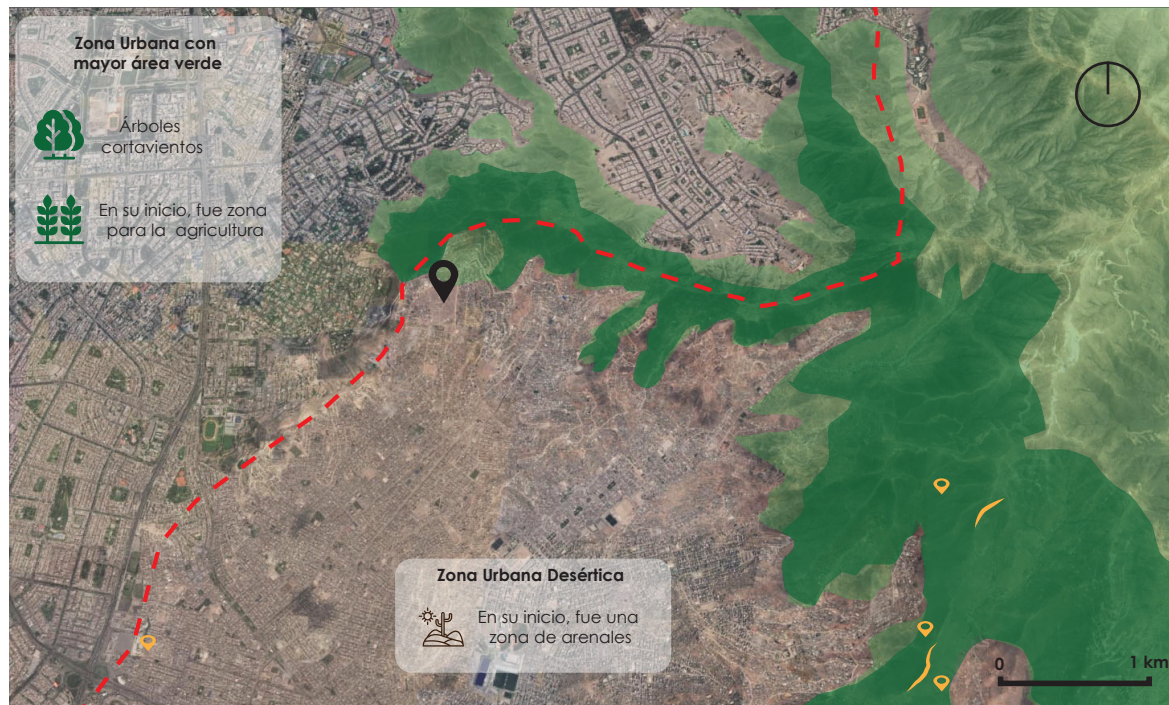 Zona Urbana con
mayor área verde
Árboles
cortavientos
En su inicio, fue zona
para la agricultura
Zona Urbana Desértica
En su inicio, fue una
zona de arenales
0 1 km